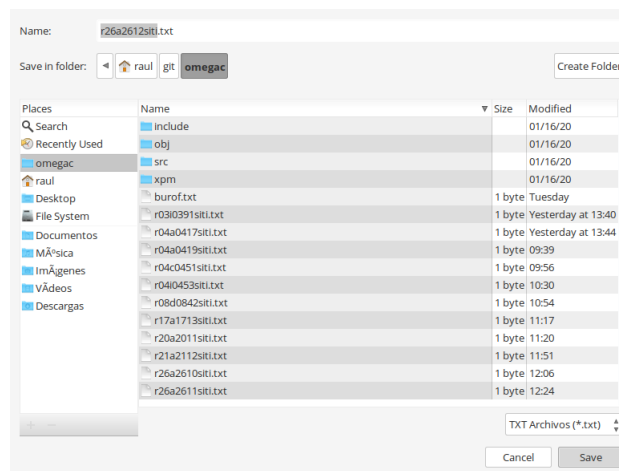 Name: r26a2612siti.txt
Save in folder: raul git omegac Create Folder
Places Name Size Modified
Search include 01/16/20
Recently Used obj 01/16/20
omegac src 01/16/20
raul xpm 01/16/20
Desktop burof.txt 1 byte Tuesday
File System r03i0391siti.txt 1 byte Yesterday at 13:40
Documentos r04a0417siti.txt 1 byte Yesterday at 13:44
MÃºsica r04a0419siti.txt 1 byte 09:39
ImÃ¡genes r04c0451siti.txt 1 byte 09:56
VÃdeos r04i0453siti.txt 1 byte 10:30
Descargas r08d0842siti.txt 1 byte 10:54
r17a1713siti.txt 1 byte 11:17
r20a2011siti.txt 1 byte 11:20
r21a2112siti.txt 1 byte 11:51
r26a2610siti.txt 1 byte 12:06
r26a2611siti.txt 1 byte 12:24
TXT Archivos (*.txt)
Cancel Save